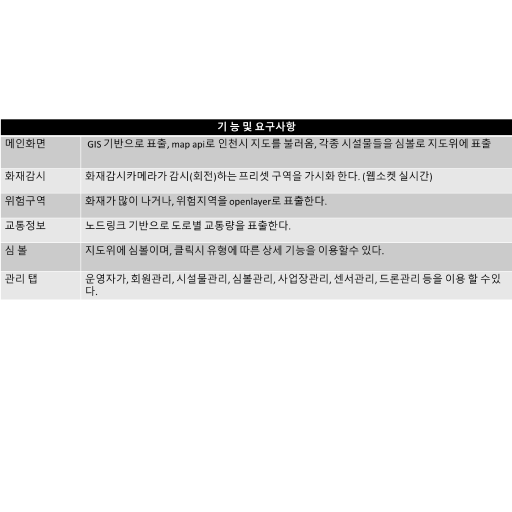 기 능 및 요구사항
메인화면 GIS 기반으로 표출, map api로 인천시 지도를 불러옴, 각종 시설물들을 심볼로 지도위에 표출
화재감시 화재감시카메라가 감시(회전)하는 프리셋 구역을 가시화 한다. (웹소켓 실시간)
위험구역 화재가 많이 나거나, 위험지역을 openlayer로 표출한다.
교통정보 노드링크 기반으로 도로별 교통량을 표출한다.
심 볼 지도위에 심볼이며, 클릭시 유형에 따른 상세 기능을 이용할수 있다.
관리 탭 운영자가, 회원관리, 시설물관리, 심볼관리, 사업장관리, 센서관리, 드론관리 등을 이용 할 수있
다.